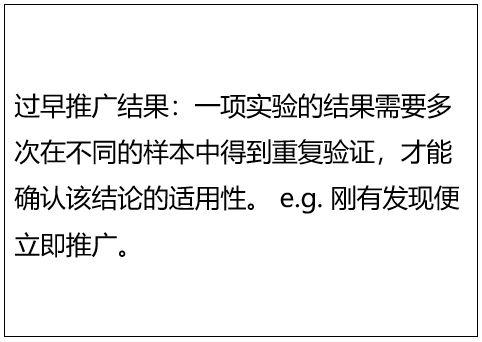 过早推广结果：一项实验的结果需要多
次在不同的样本中得到重复验证，才能
确认该结论的适用性。 e.g. 刚有发现便
立即推广。